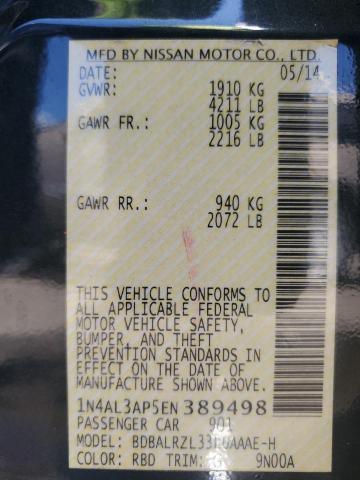 MFD BY NISSAN MOTOR CO., LTD.
DATE: 05/14
GVWR: 1910 KG
4211 LB
GAWR FR.: 1005 KG
2216 LB
GAWR RR.: 940 KG
2072 LB
THIS VEHICLE CONFORMS TO
ALL APPLICABLE FEDERAL
MOTOR VEHICLE SAFETY,
BUMPER, AND THEFT
PREVENTION STANDARDS IN
EFFECT ON THE DATE OF
MANUFACTURE SHOWN ABOVE.
1N4AL3AP5EN 389498
PASSENGER CAR 901
MODEL:
COLOR: RBD TRIM: G 9N00A